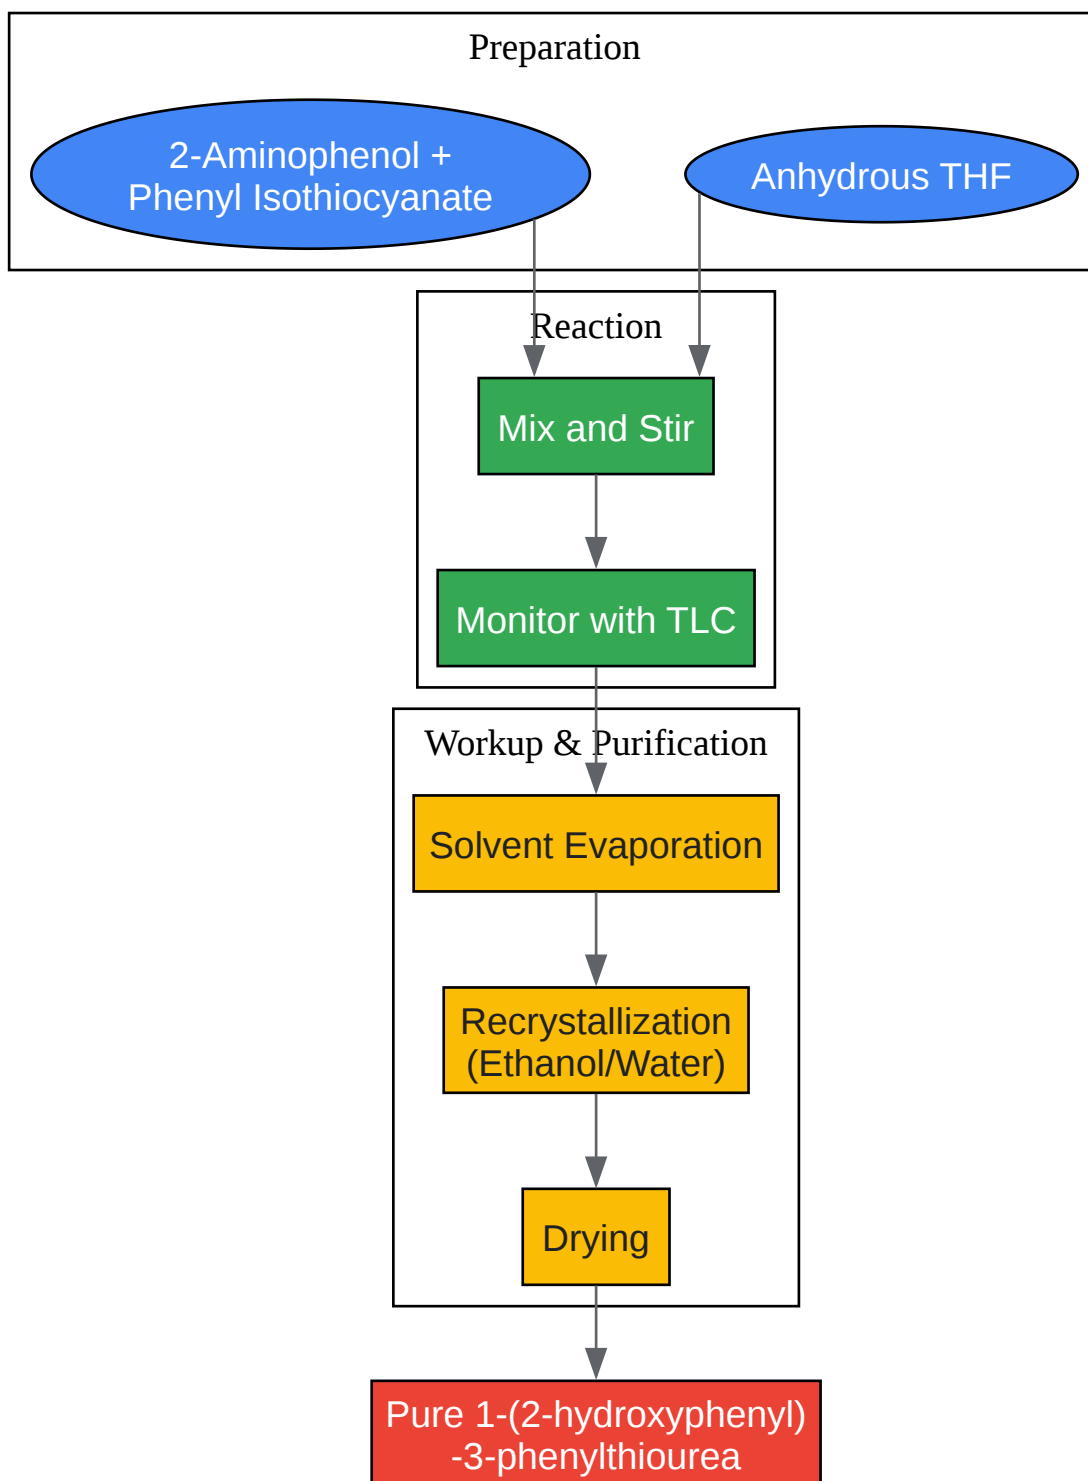 Preparation
2-Aminophenol +
Phenyl Isothiocyanate
Anhydrous THF
Reaction
Mix and Stir
Monitor with TLC
Workup & Purification
Solvent Evaporation
Recrystallization
(Ethanol/Water)
Drying
Pure 1-(2-hydroxyphenyl)
-3-phenylthiourea